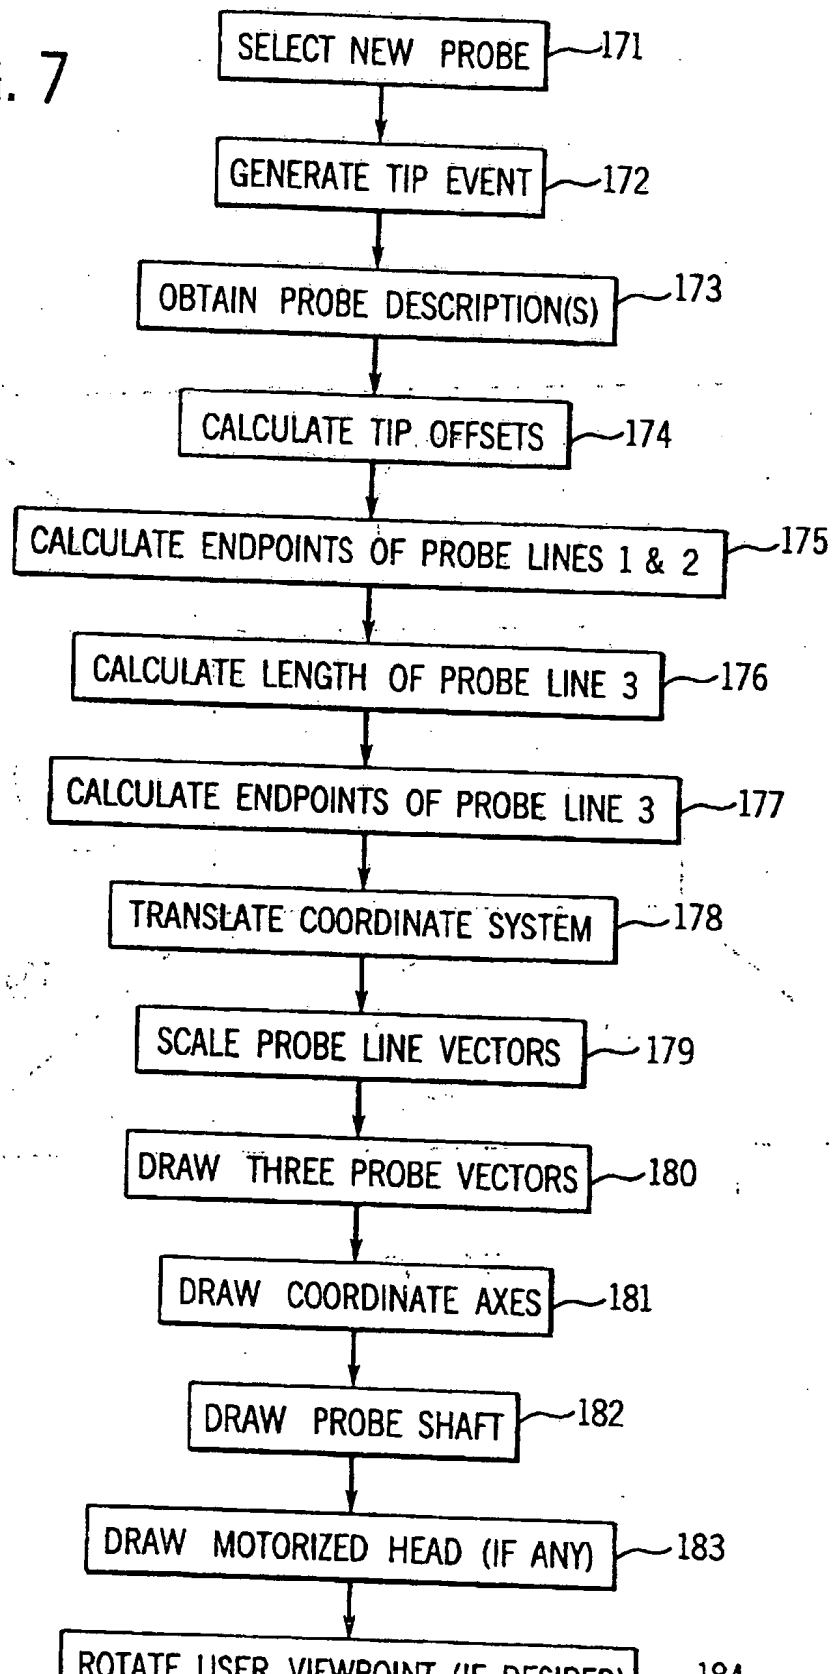 . 7
SELECT NEW PROBE 171
GENERATE TIP EVENT 172
OBTAIN PROBE DESCRIPTION(S) 173
CALCULATE TIP OFFSETS 174
CALCULATE ENDPOINTS OF PROBE LINES 1 & 2 175
CALCULATE LENGTH OF PROBE LINE 3 176
CALCULATE ENDPOINTS OF PROBE LINE 3 177
TRANSLATE COORDINATE SYSTEM 178
SCALE PROBE LINE VECTORS 179
DRAW THREE PROBE VECTORS 180
DRAW COORDINATE AXES 181
DRAW PROBE SHAFT 182
DRAW MOTORIZED HEAD (IF ANY) 183
ROTATE USER VIEWPOINT (IF DESIRED) 184